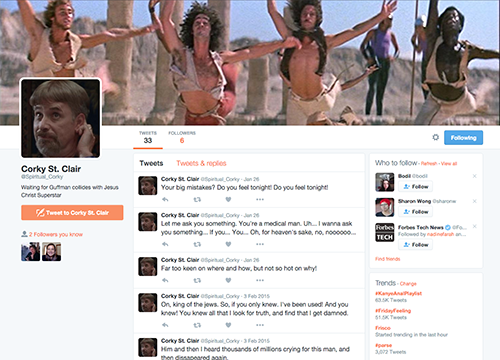 TWEETS
33
FOLLOWERS
6
Following
Corky St. Clair
@Spiritual_Corky
Waiting for Guffman collides with Jesus
Christ Superstar
Tweet to Corky St. Clair
2 Followers you know
Tweets Tweets & replies
Corky St. Clair @Spiritual_Corky · Jan 26
Your big mistakes? Do you feel tonight! Do you feel tonight!
Corky St. Clair @Spiritual_Corky · Jan 26
Let me ask you something. You're a medical man. Uh... I wanna ask
you something... If you... You... Oh, for heaven's sake, no, nooooo...
Corky St. Clair @Spiritual_Corky · Jan 26
Far too keen on where and how, but not so hot on why!
Corky St. Clair @Spiritual_Corky · 3 Feb 2015
On, king of the jews. So, if you only knew. I've been used! And you
know! You knew all that I look for truth, and find that I get damned.
Corky St. Clair @Spiritual_Corky · 3 Feb 2015
Him and then I heard thousands of millions crying for this man, and
then dissapeared again.
Who to follow · Refresh · View all
Bodil @bodil
Follow
Sharon Wong @sharonw
Follow
Forbes
TECH
Forbes Tech News @Fo...
Followed by nadinefarah an...
Follow
Find friends
Trends · Change
#KanyeAnalPlaylist
63.5K Tweets
#FridayFeeling
51.5K Tweets
Frisco
Started trending in the last hour
#parse
3,072 Tweets